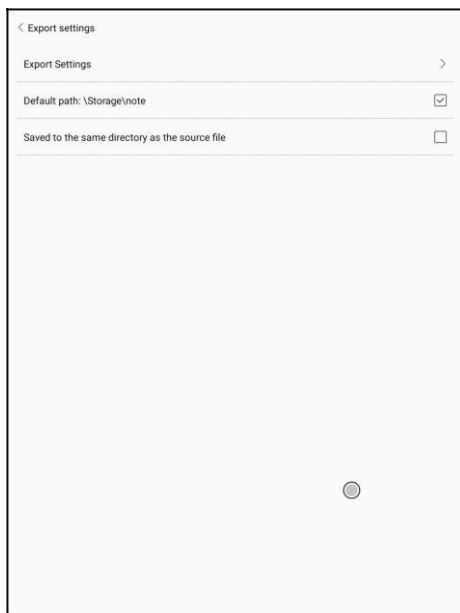 Export settings
Export Settings
Default path: \Storage\note
Saved to the same directory as the source file